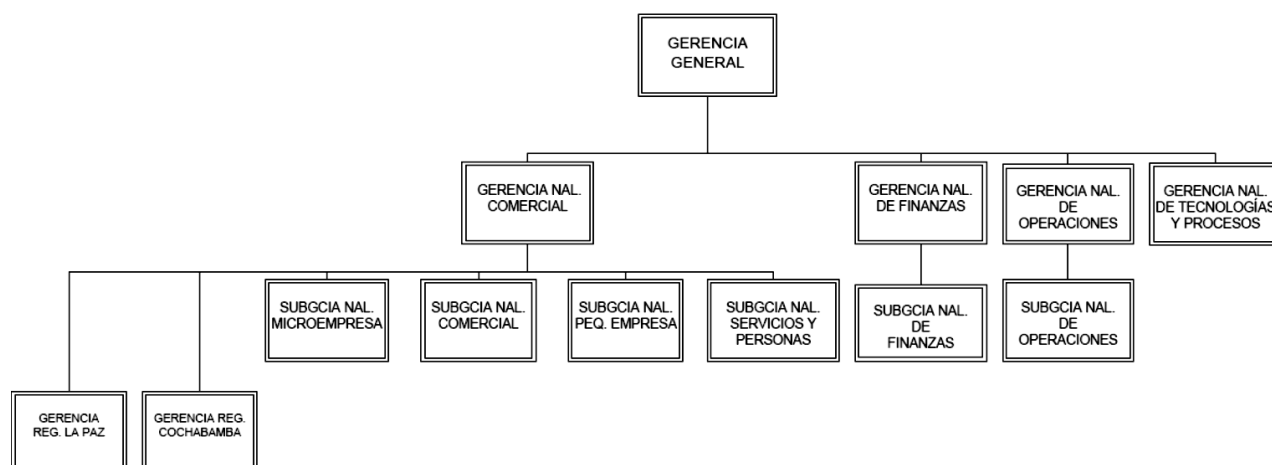 GERENCIA
GENERAL
GERENCIA NAL.
COMERCIAL
GERENCIA NAL.
DE FINANZAS
GERENCIA NAL.
DE
OPERACIONES
GERENCIA NAL.
DE TECNOLOGÍAS
Y PROCESOS
SUBGCIA NAL.
MICROEMPRESA
SUBGCIA NAL.
COMERCIAL
SUBGCIA NAL.
PEQ. EMPRESA
SUBGCIA NAL.
SERVICIOS Y
PERSONAS
SUBGCIA NAL.
DE
FINANZAS
SUBGCIA NAL.
DE
OPERACIONES
GERENCIA
REG. LA PAZ
GERENCIA REG.
COCHABAMBA